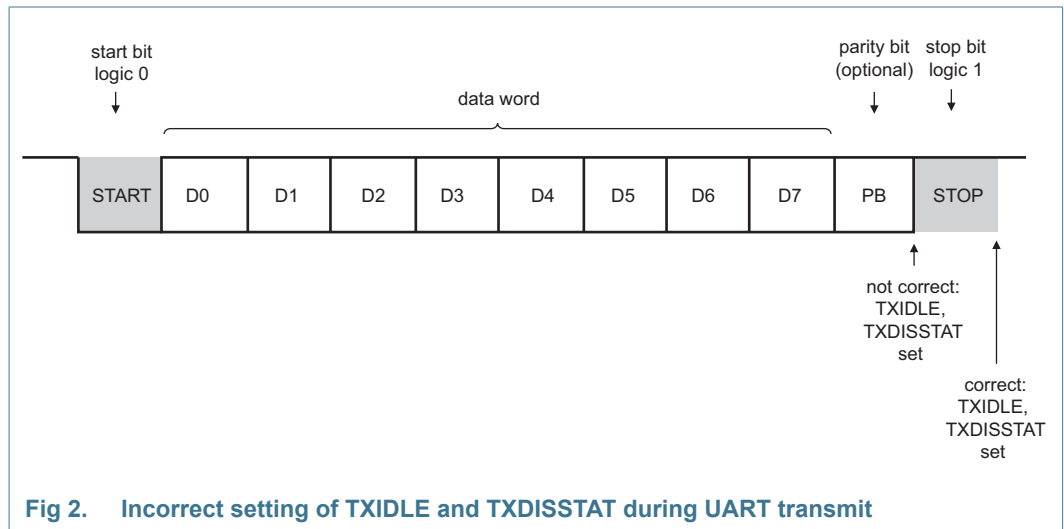 start bit
logic 0
data word
parity bit
(optional)
stop bit
logic 1
START D0 D1 D2 D3 D4 D5 D6 D7 PB STOP
not correct:
TXIDLE,
TXDISSTAT
set
correct:
TXIDLE,
TXDISSTAT
set
Fig 2. Incorrect setting of TXIDLE and TXDISSTAT during UART transmit